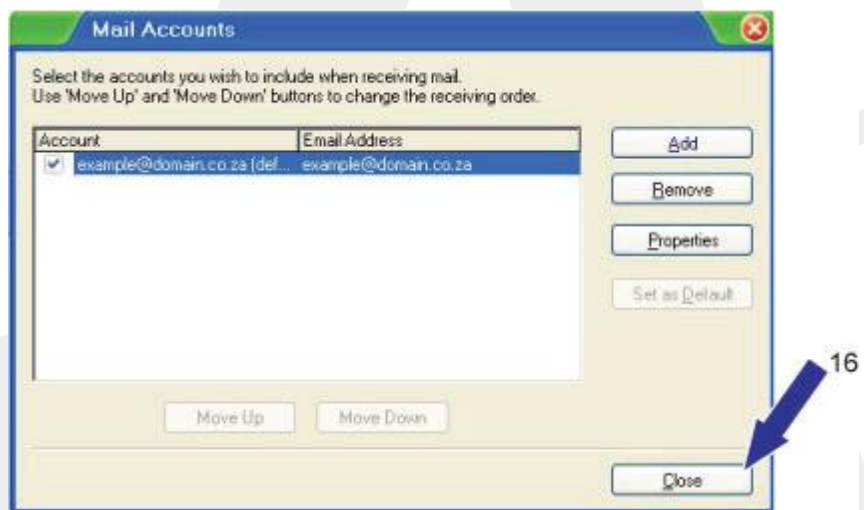 Mail Accounts
Select the accounts you wish to include when receiving mail.
Use 'Move Up' and 'Move Down' buttons to change the receiving order.
Account Email Address
example@domain.co.za (def... example@domain.co.za
Add
Remove
Properties
Set as Default
16
Move Up Move Down
Close